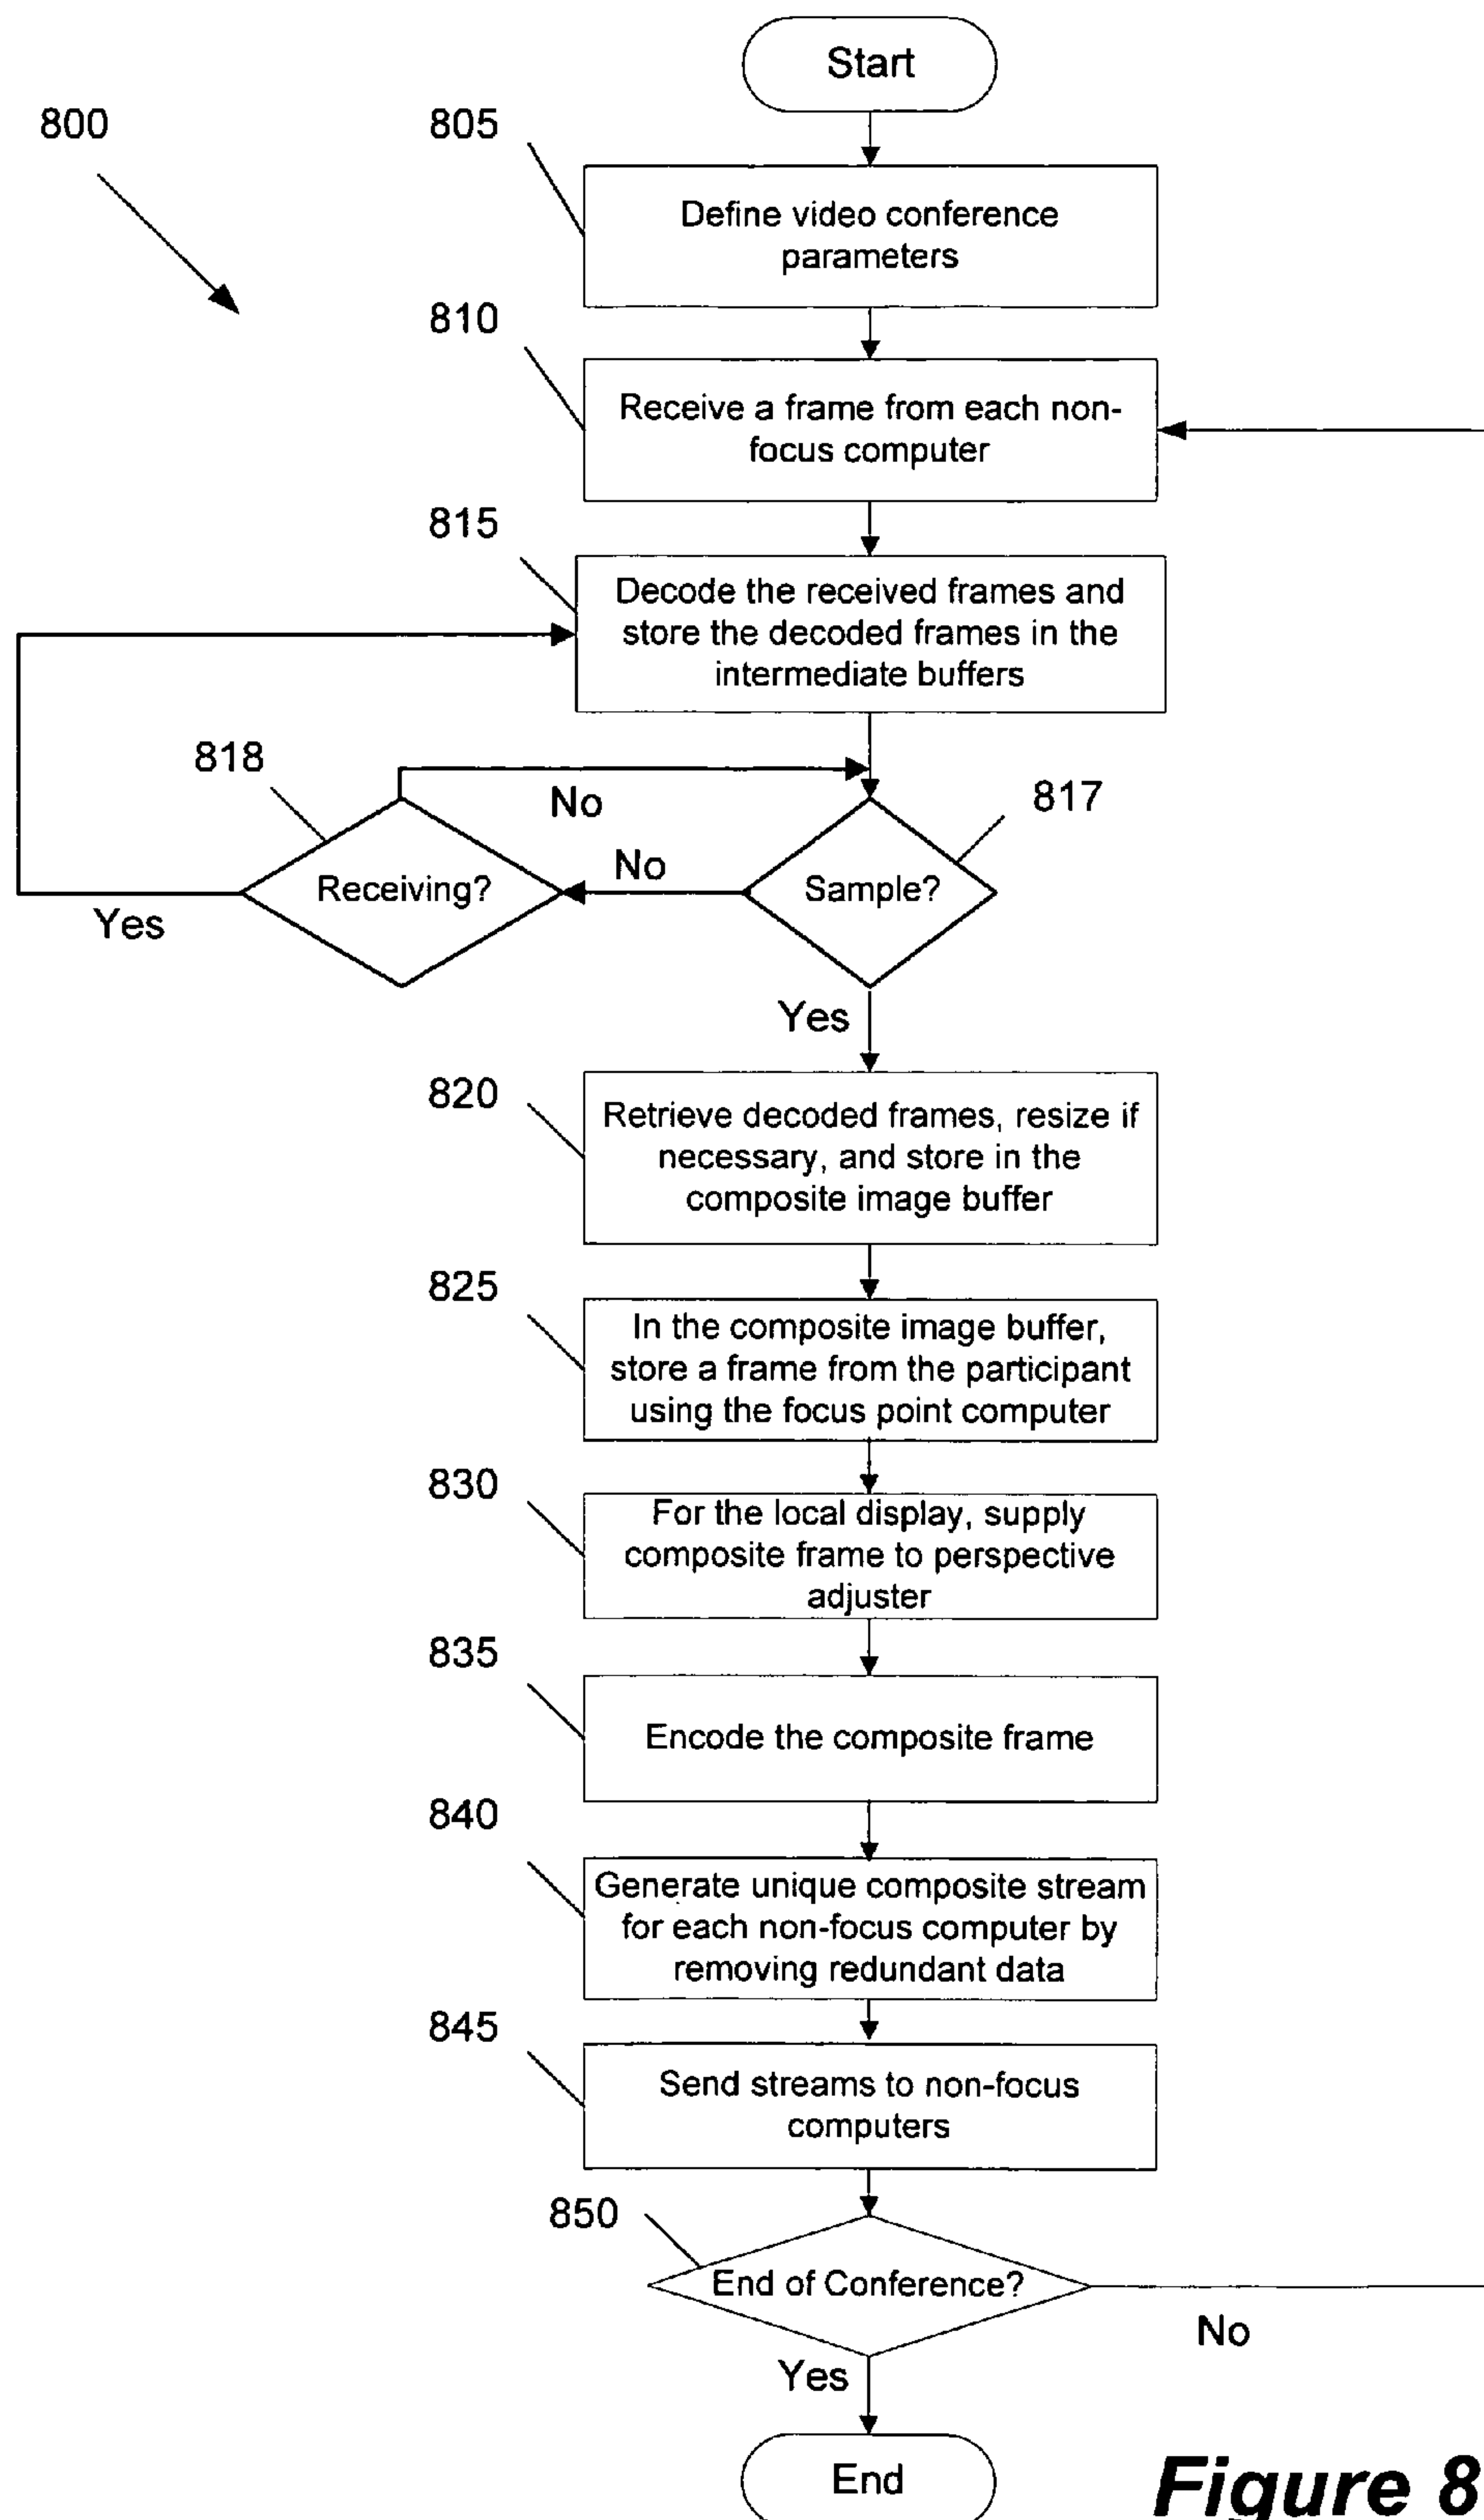 Start
800
805
Define video conference
parameters
810
Receive a frame from each non-
focus computer
815
Decode the received frames and
store the decoded frames in the
intermediate buffers
818
No
817
Receiving?
No
Sample?
Yes
Yes
820
Retrieve decoded frames, resize if
necessary, and store in the
composite image buffer
825
In the composite image buffer,
store a frame from the participant
using the focus point computer
830
For the local display, supply
composite frame to perspective
adjuster
835
Encode the composite frame
840
Generate unique composite stream
for each non-focus computer by
removing redundant data
845
Send streams to non-focus
computers
850
End of Conference?
No
Yes
End
Figure 8